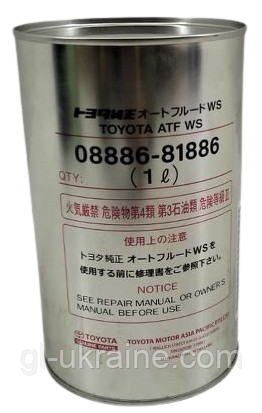 トヨタ純正 オートフルードWS
TOYOTA ATF WS
08886-81886
QTY: (1ℓ)
火気厳禁 危険物第4類 第3石油類 危険等級Ⅲ
使用上の注意
トヨタ純正 オートフルードWSを
使用する前に修理書をご参照下さい。
NOTICE
SEE REPAIR MANUAL OR OWNER'S
MANUAL BEFORE USE
TOYOTA
GENUINE PARTS
TOYOTA MOTOR ASIA PACIFIC PTE LTD
gl-ukraine.com